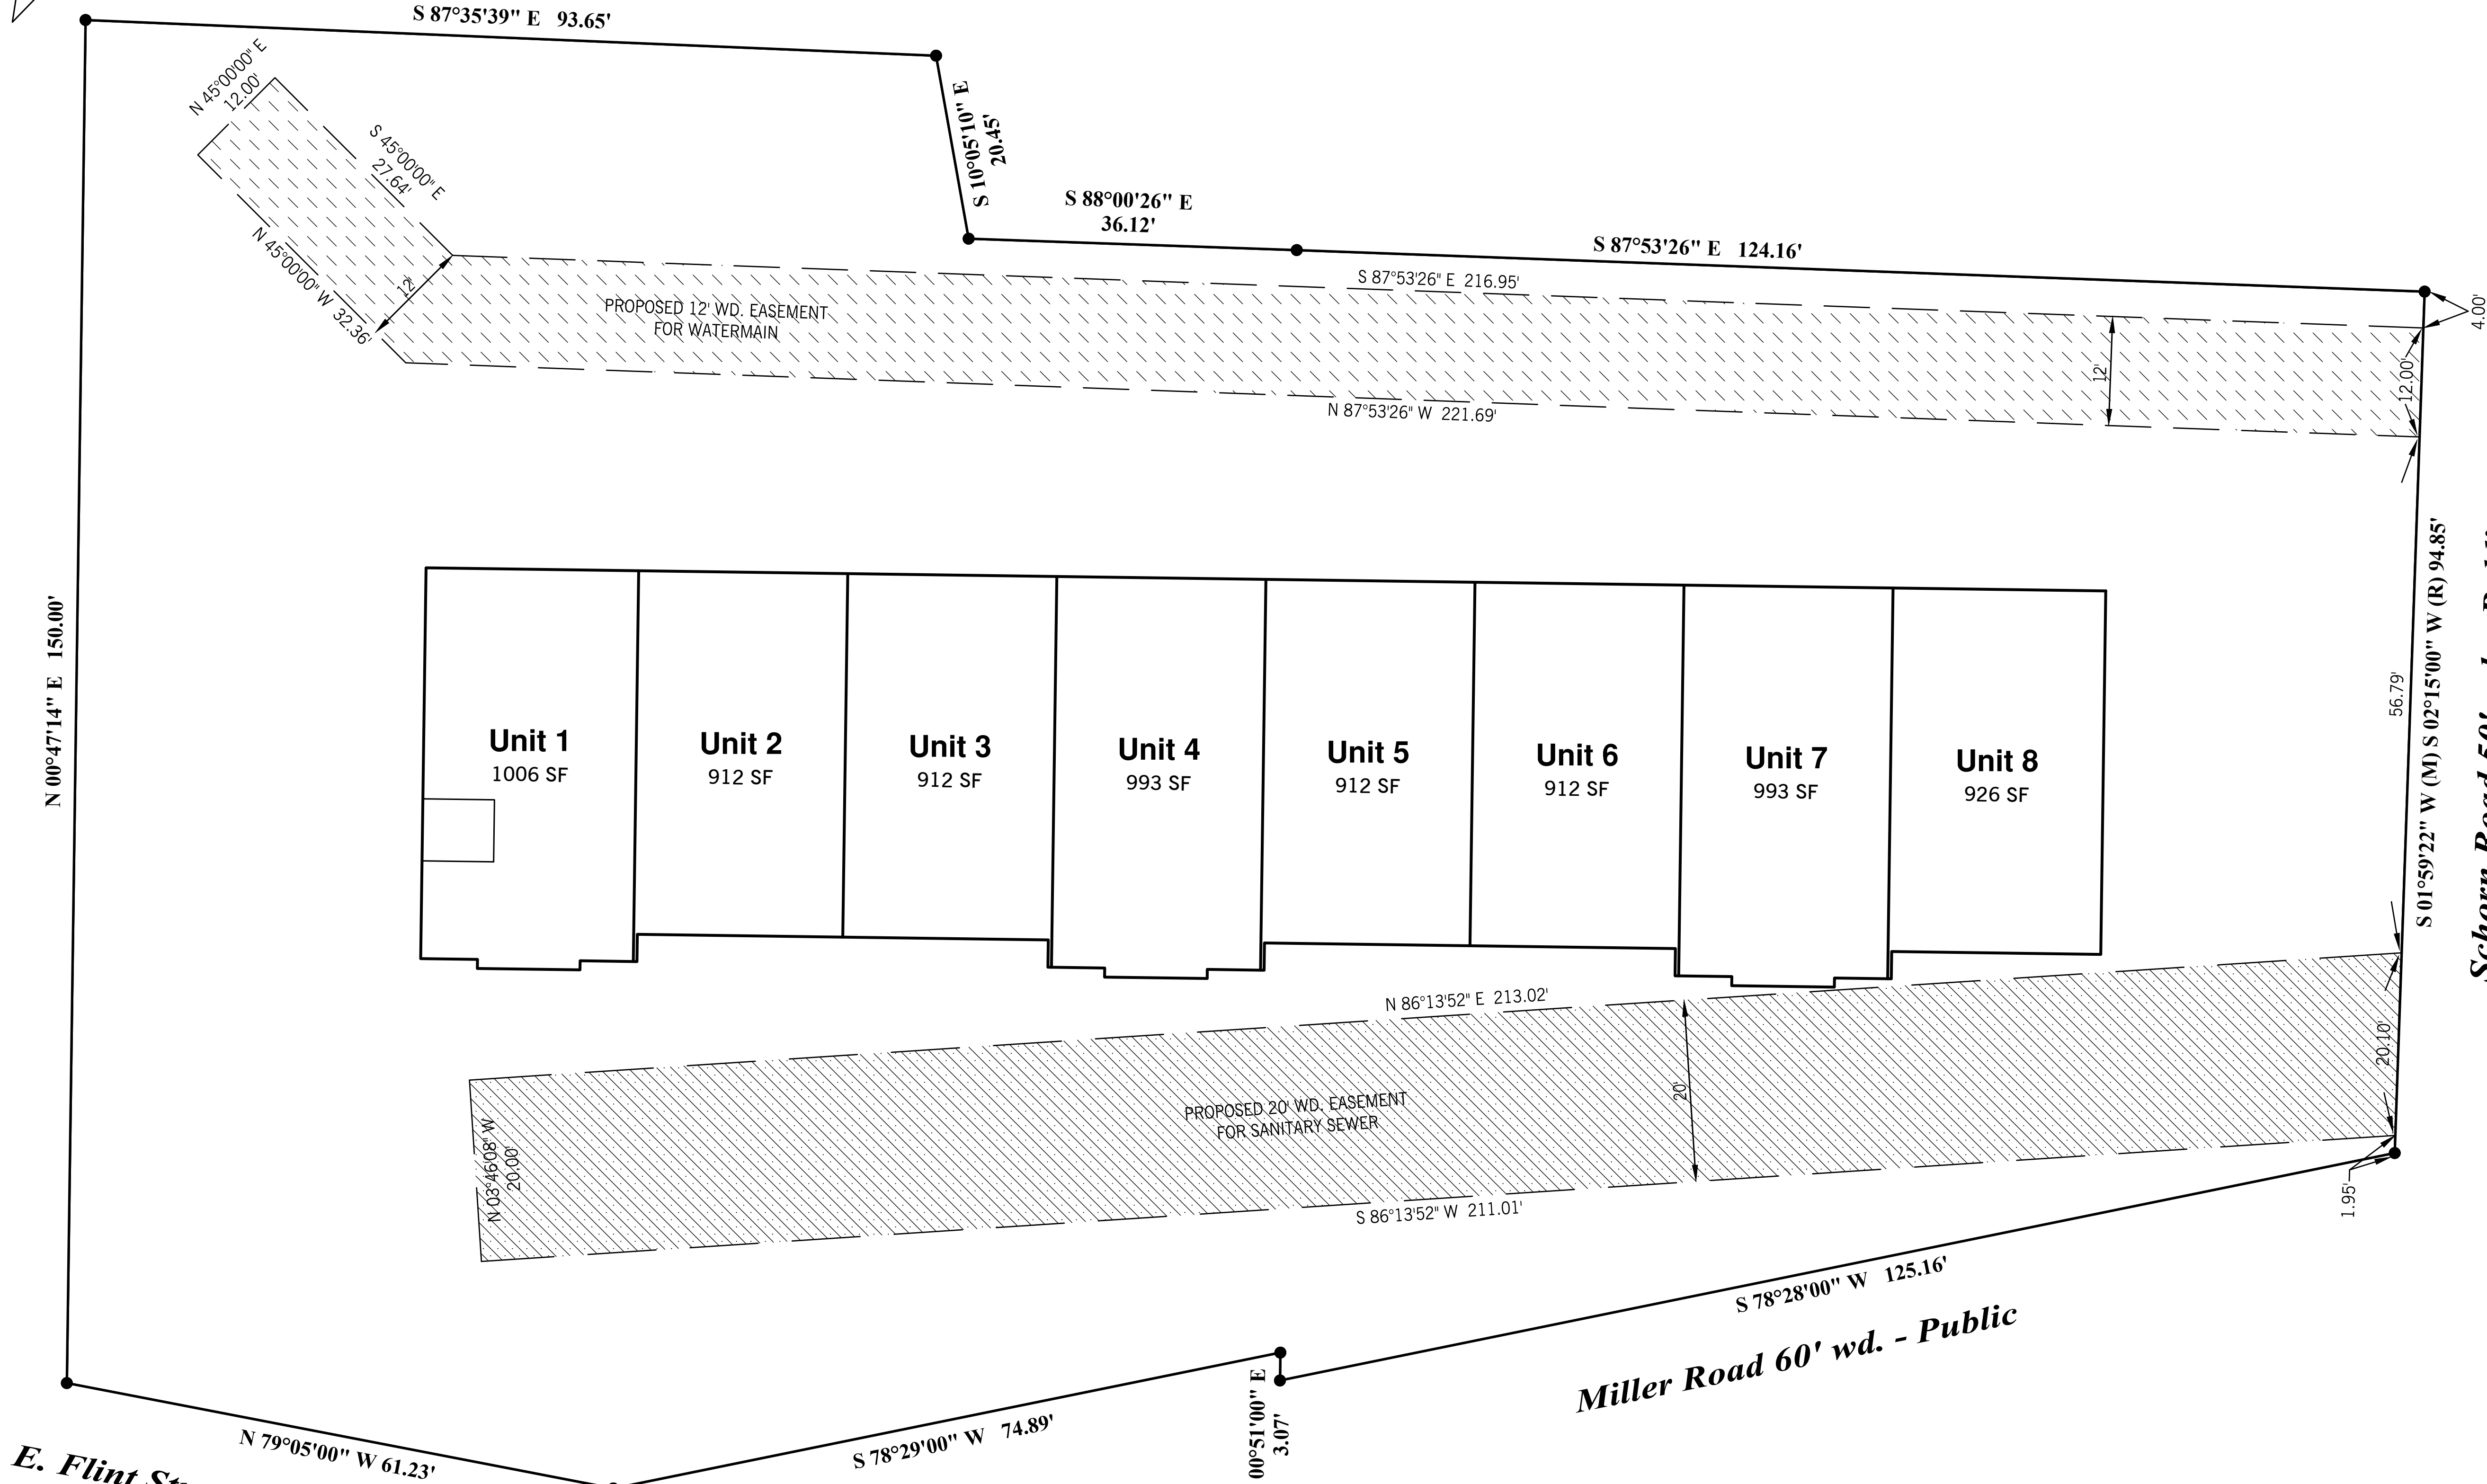 S 87°35'39" E 93.65'
N 45°00'00" E
12.00'
S 45°00'00" E
27.64'
N 45°00'00" W 32.36'
12'
S 10°05'10" E
20.45'
S 88°00'26" E
36.12'
S 87°53'26" E 124.16'
S 87°53'26" E 216.95'
PROPOSED 12' WD. EASEMENT
FOR WATERMAIN
N 87°53'26" W 221.69'
12'
12.00'
4.00'
N 00°47'14" E 150.00'
Unit 1
1006 SF
Unit 2
912 SF
Unit 3
912 SF
Unit 4
993 SF
Unit 5
912 SF
Unit 6
912 SF
Unit 7
993 SF
Unit 8
926 SF
56.79'
S 01°59'22" W (M) S 02°15'00" W (R) 94.85'
Schorn Road 50'
N 86°13'52" E 213.02'
PROPOSED 20' WD. EASEMENT
FOR SANITARY SEWER
20'
20.10'
N 03°46'08" W
20.00'
S 86°13'52" W 211.01'
1.95'
S 78°28'00" W 125.16'
Miller Road 60' wd. - Public
00°51'00" E
3.07'
S 78°29'00" W 74.89'
N 79°05'00" W 61.23'
E. Flint